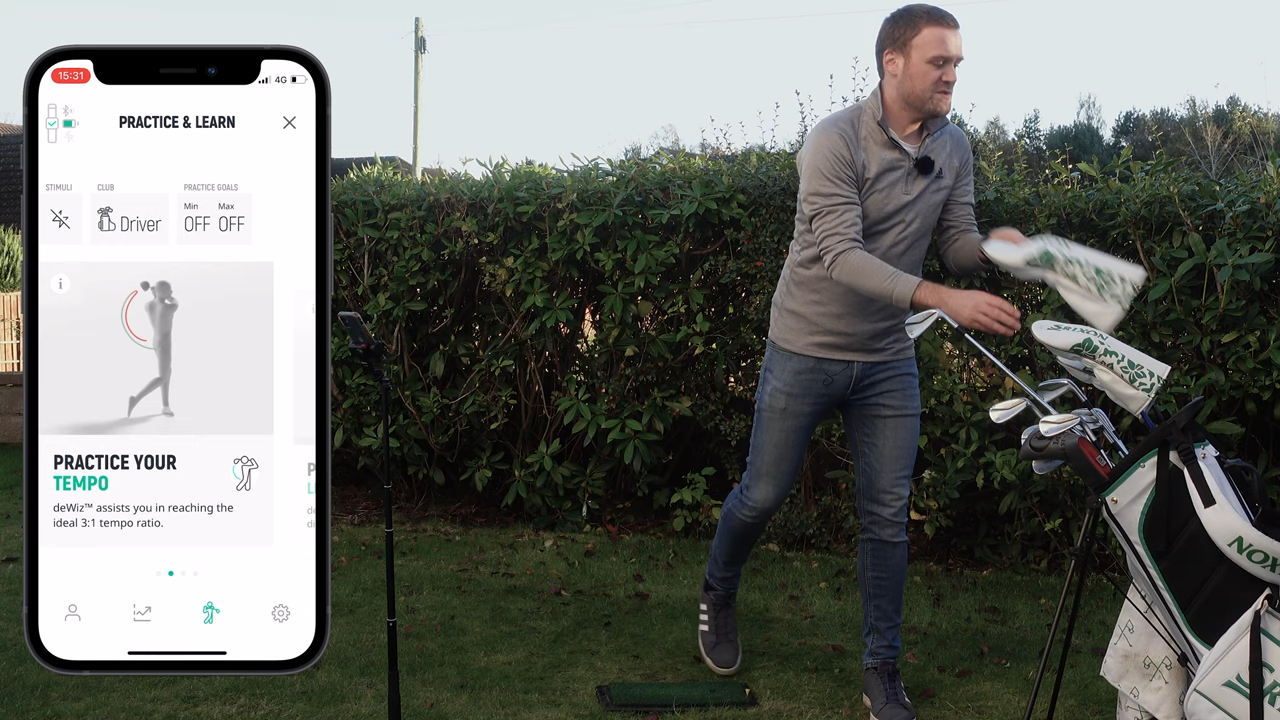 15:31
4G
PRACTICE & LEARN
STIMULI
CLUB
PRACTICE GOALS
Driver
Min
Max
OFF
OFF
PRACTICE YOUR
TEMPO
deWiz™ assists you in reaching the
ideal 3:1 tempo ratio.
SRIXON